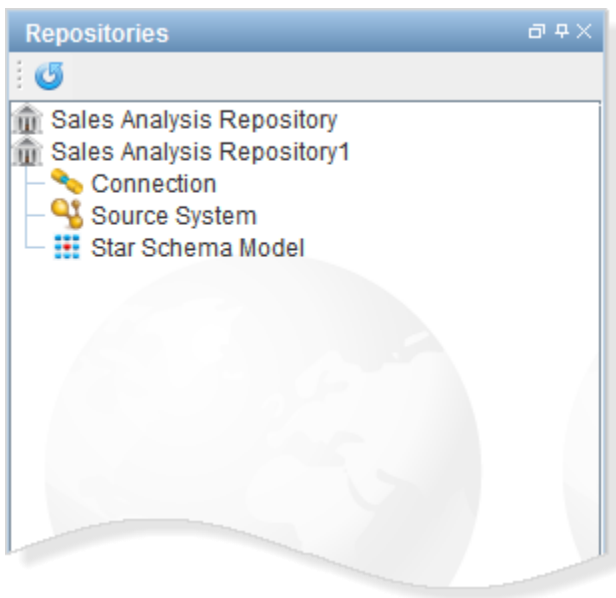 Repositories
Sales Analysis Repository
Sales Analysis Repository1
Connection
Source System
Star Schema Model